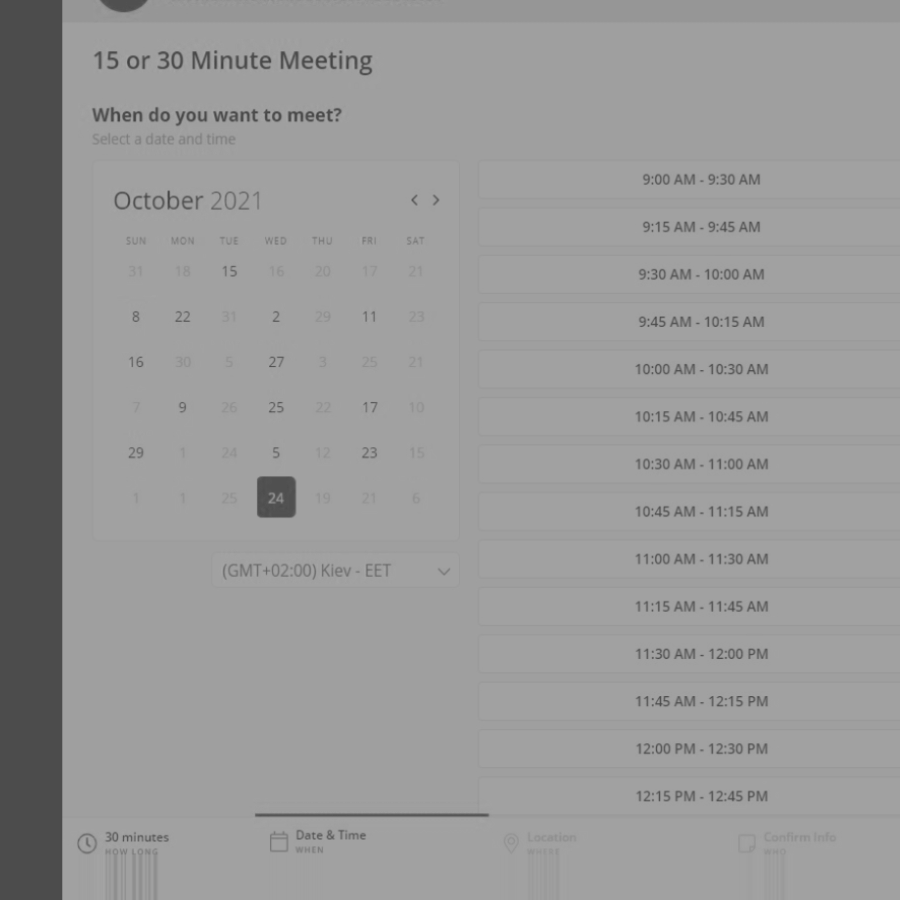 15 or 30 Minute Meeting
When do you want to meet?
Select a date and time
October 2021
SUN MON TUE WED THU FRI SAT
31 18 15 16 20 17 21
8 22 31 2 29 11 23
16 30 5 27 3 25 21
7 9 26 25 22 17 10
29 1 24 5 12 23 15
1 1 25 24 19 21 6
(GMT+02:00) Kiev - EET
9:00 AM - 9:30 AM
9:15 AM - 9:45 AM
9:30 AM - 10:00 AM
9:45 AM - 10:15 AM
10:00 AM - 10:30 AM
10:15 AM - 10:45 AM
10:30 AM - 11:00 AM
10:45 AM - 11:15 AM
11:00 AM - 11:30 AM
11:15 AM - 11:45 AM
11:30 AM - 12:00 PM
11:45 AM - 12:15 PM
12:00 PM - 12:30 PM
12:15 PM - 12:45 PM
30 minutes
HOW LONG
Date & Time
WHEN
Location
WHERE
Confirm Info
WHO